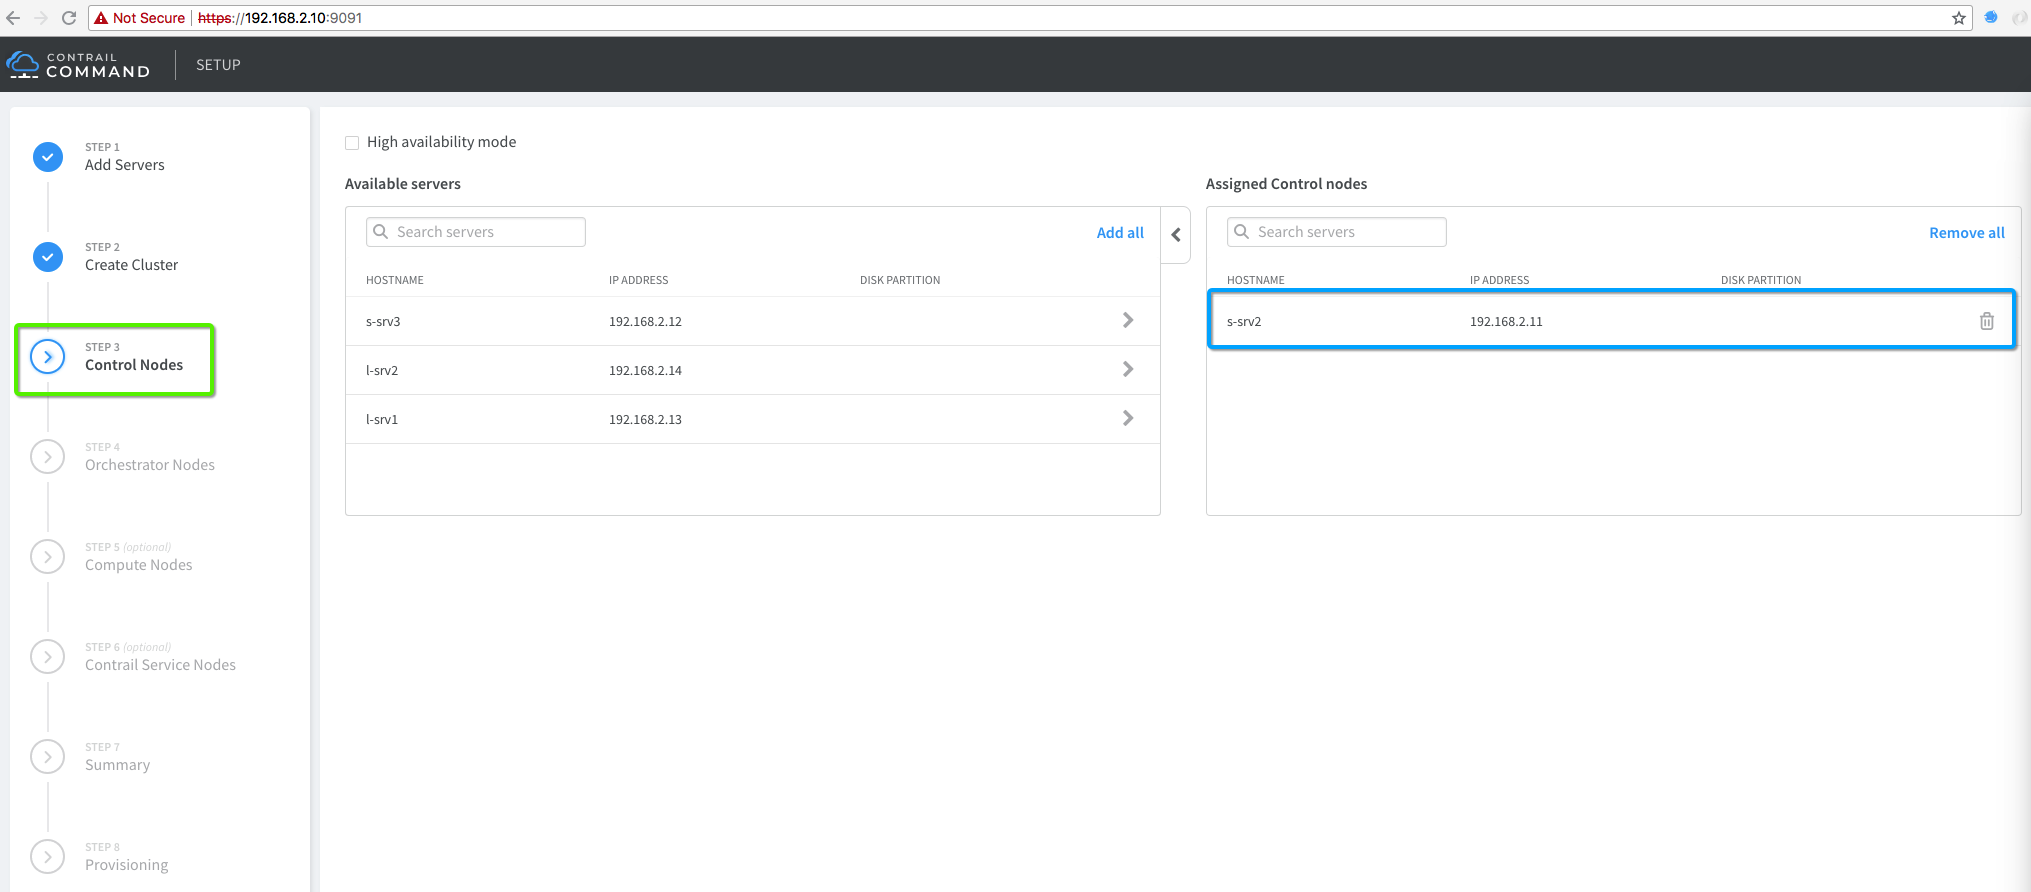 Not Secure | https://192.168.2.10:9091
CONTRAIL
COMMAND
SETUP
STEP 1
Add Servers
STEP 2
Create Cluster
STEP 3
Control Nodes
STEP 4
Orchestrator Nodes
STEP 5 (optional)
Compute Nodes
STEP 6 (optional)
Contrail Service Nodes
STEP 7
Summary
STEP 8
Provisioning
High availability mode
Available servers
Search servers Add all
HOSTNAME IP ADDRESS DISK PARTITION
s-srv3 192.168.2.12
l-srv2 192.168.2.14
l-srv1 192.168.2.13
Assigned Control nodes
Search servers Remove all
HOSTNAME IP ADDRESS DISK PARTITION
s-srv2 192.168.2.11